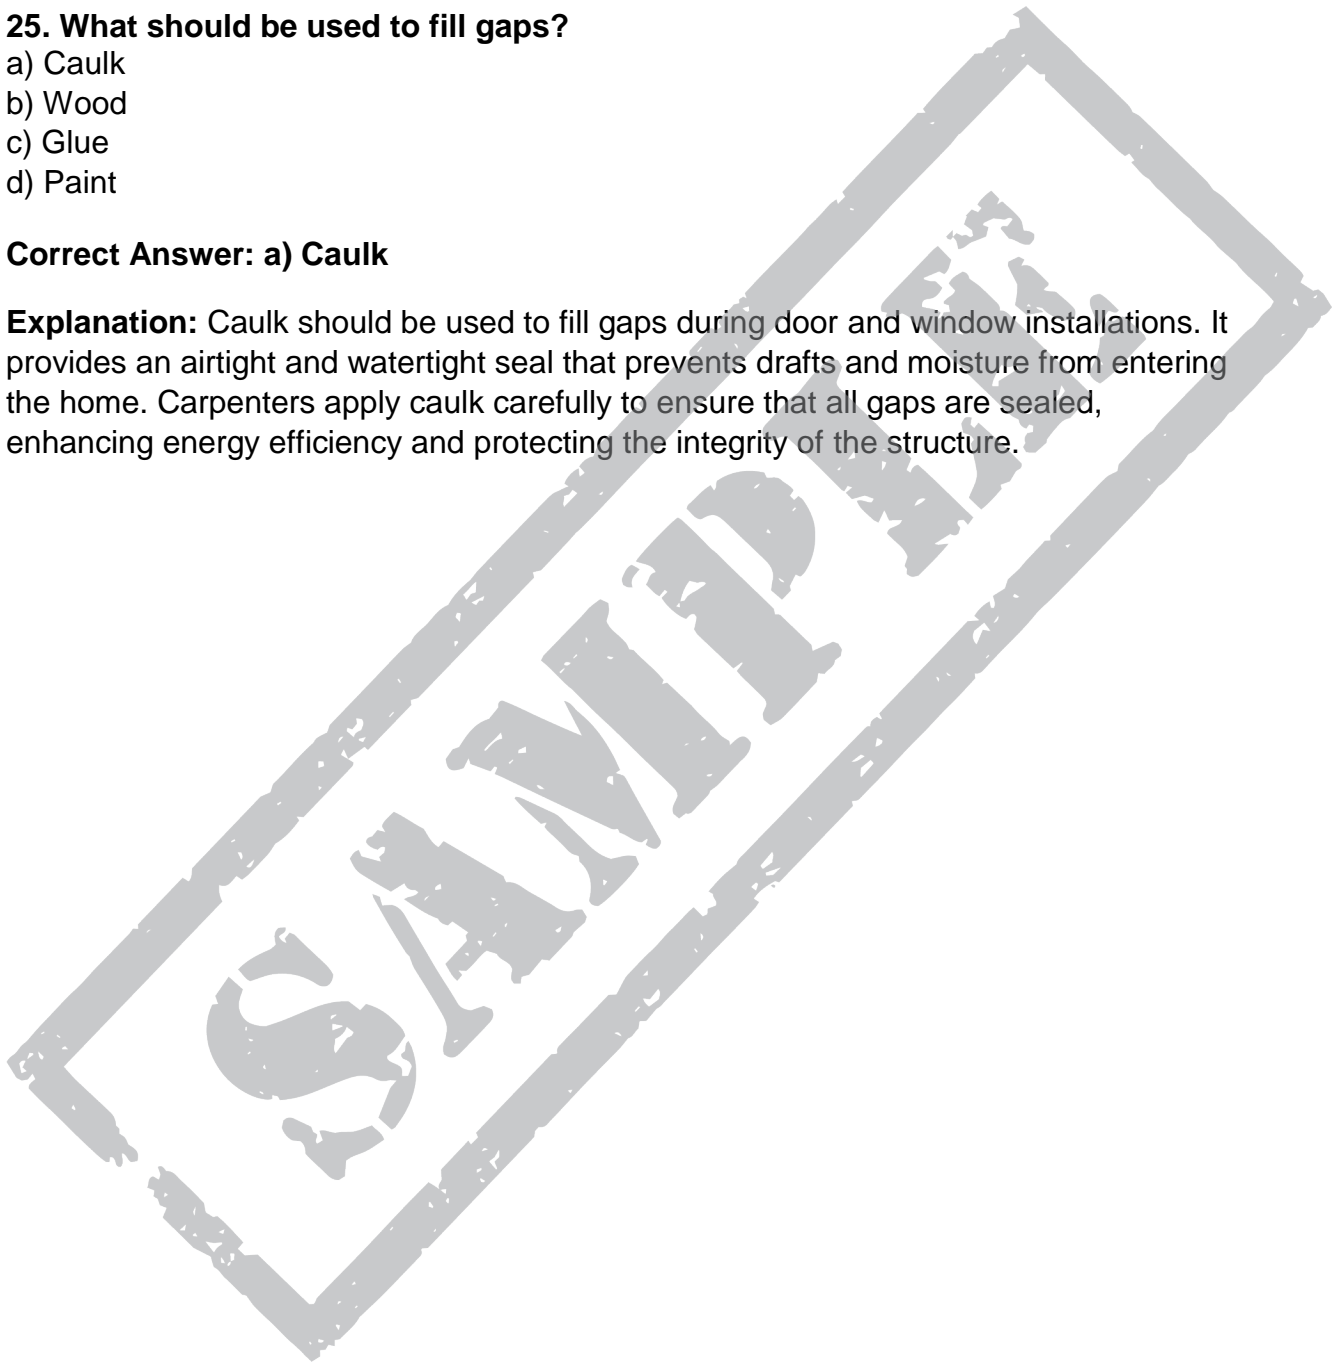 25. What should be used to fill gaps?
a) Caulk
b) Wood
c) Glue
d) Paint
Correct Answer: a) Caulk
Explanation: Caulk should be used to fill gaps during door and window installations. It
provides an airtight and watertight seal that prevents drafts and moisture from entering
the home. Carpenters apply caulk carefully to ensure that all gaps are sealed,
enhancing energy efficiency and protecting the integrity of the structure.
SAMPLE